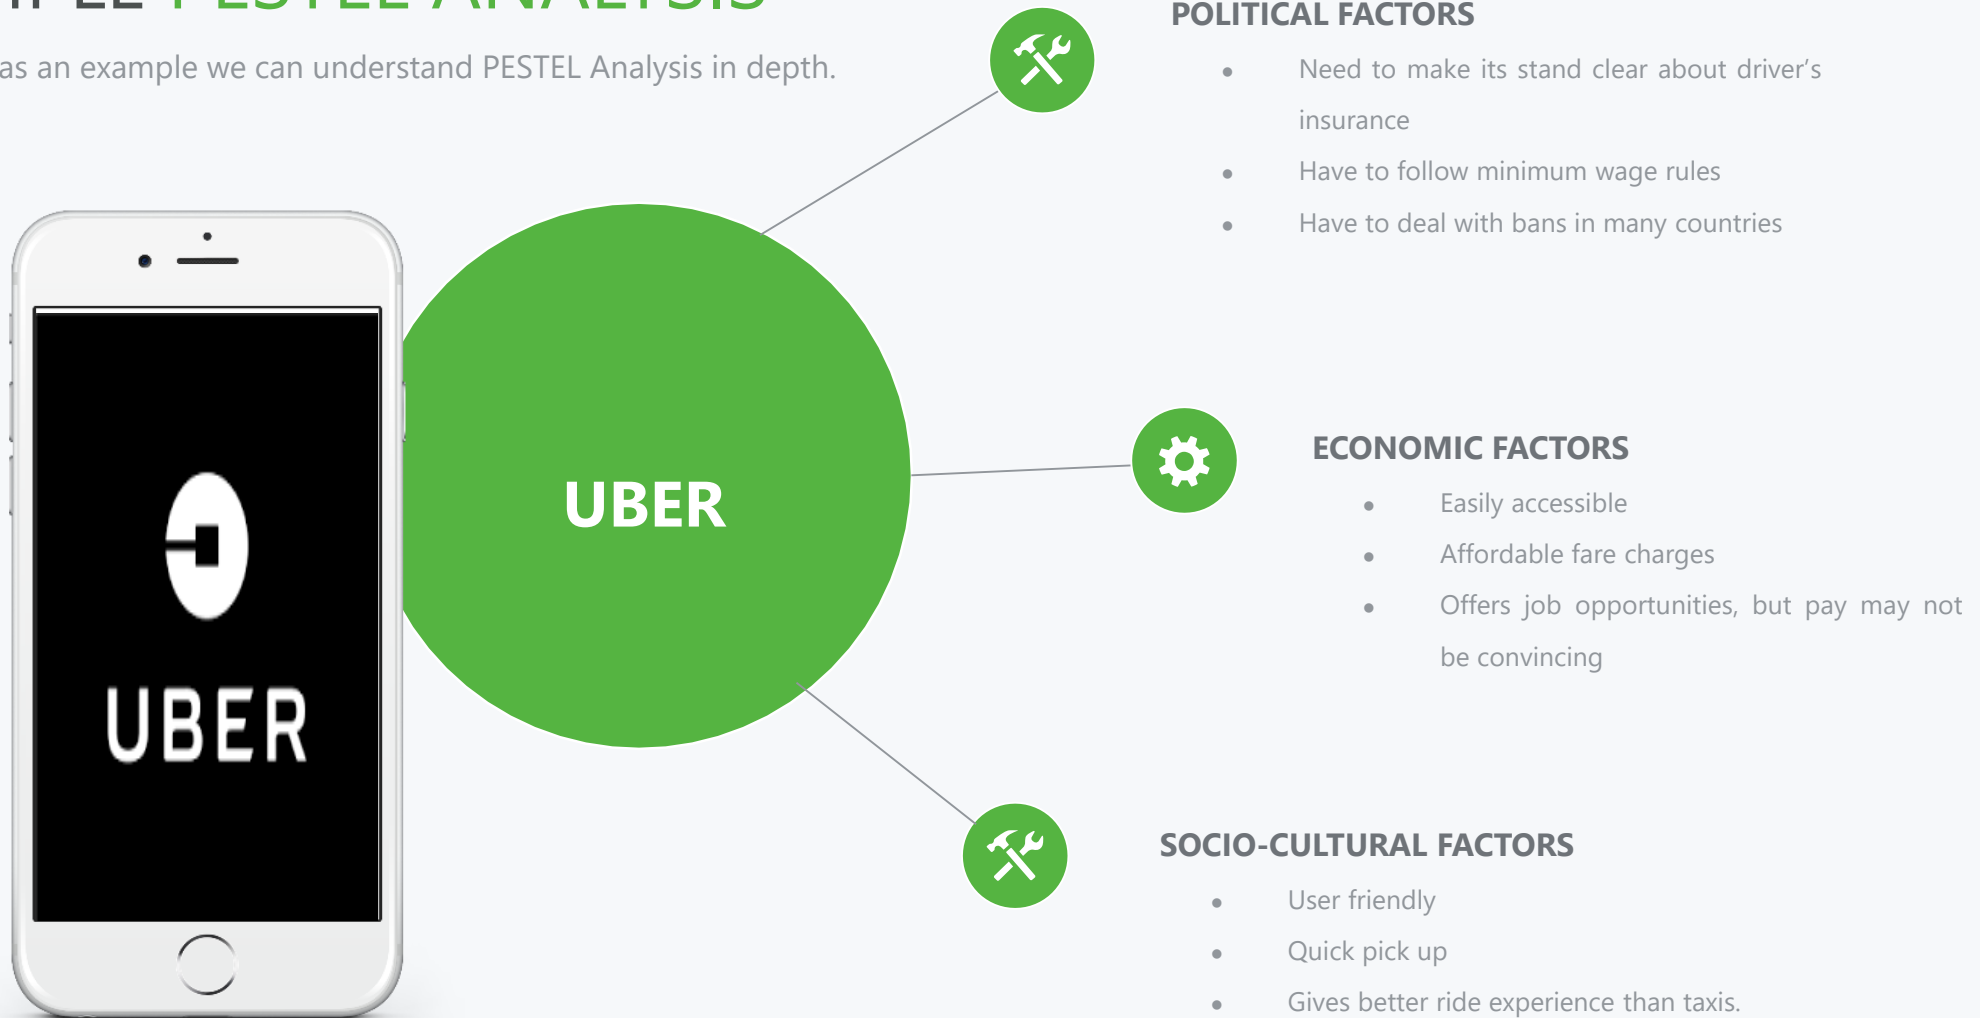 PESTEL ANALYSIS
as an example we can understand PESTEL Analysis in depth.
UBER
UBER
POLITICAL FACTORS
● Need to make its stand clear about driver’s
insurance
● Have to follow minimum wage rules
● Have to deal with bans in many countries
ECONOMIC FACTORS
● Easily accessible
● Affordable fare charges
● Offers job opportunities, but pay may not
be convincing
SOCIO-CULTURAL FACTORS
● User friendly
● Quick pick up
● Gives better ride experience than taxis.